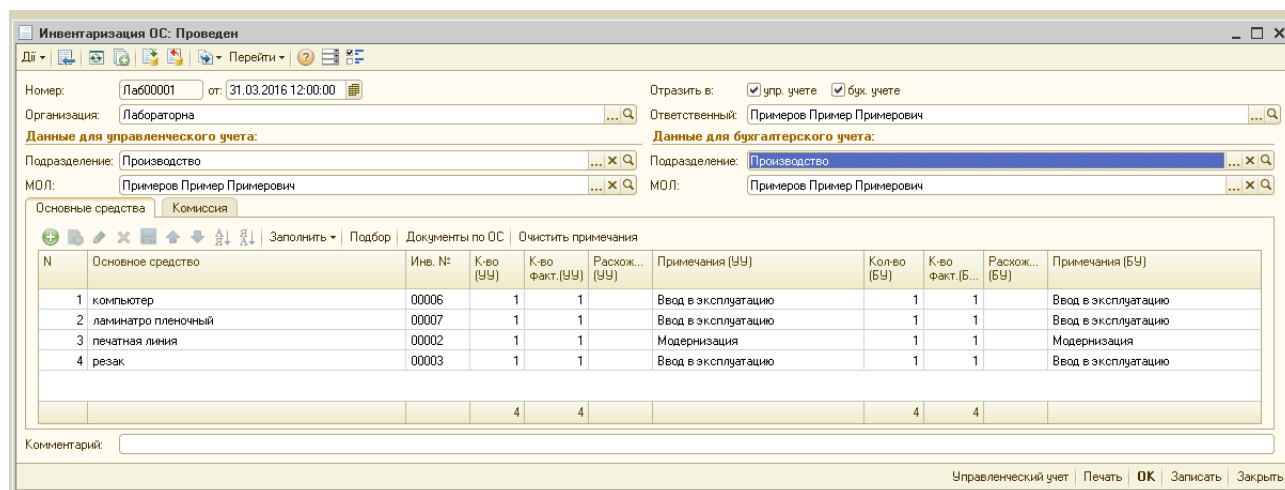 Инвентаризация ОС: Проведен
Дії Перейти
Номер: Ла600001 от: 31.03.2016 12:00:00 Отразить в: упр. учете бух. учете
Организация: Лабораторна ... Ответственный: Примеров Пример Примерович ...
Данные для управленческого учета: Данные для бухгалтерского учета:
Подразделение: Производство ... Подразделение: Производство ...
МОЛ: Примеров Пример Примерович ... МОЛ: Примеров Пример Примерович ...
Основные средства Комиссия
Заполнить Подбор Документы по ОС Очистить примечания
N Основное средство Инв. № К-во (УУ) К-во факт.(УУ) Расхож... (УУ) Примечания (УУ) Кол-во (БУ) К-во факт.(Б... Расхож... (БУ) Примечания (БУ)
1 компьютер 00006 1 1 Ввод в эксплуатацию 1 1 Ввод в эксплуатацию
2 ламинатро пленочный 00007 1 1 Ввод в эксплуатацию 1 1 Ввод в эксплуатацию
3 печатная линия 00002 1 1 Модернизация 1 1 Модернизация
4 резак 00003 1 1 Ввод в эксплуатацию 1 1 Ввод в эксплуатацию
4 4 4 4
Комментарий:
Управленческий учет Печать OK Записать Закрыть